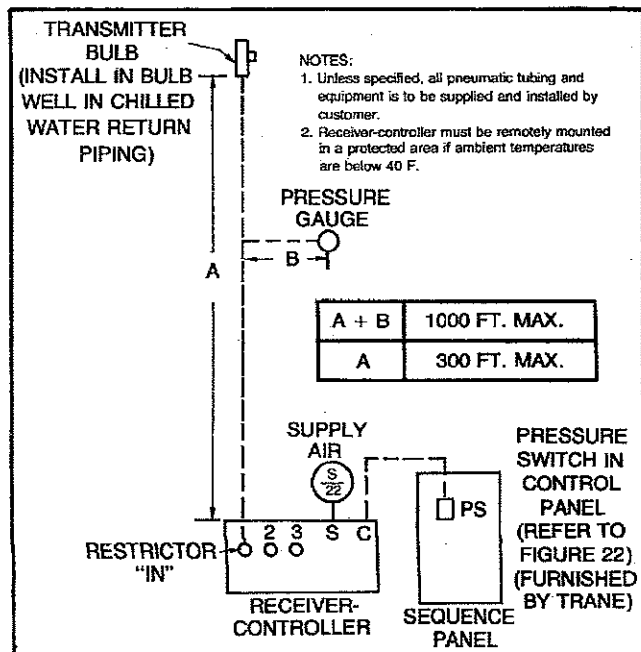 TRANSMITTER
BULB
(INSTALL IN BULB
WELL IN CHILLED
WATER RETURN
PIPING)
NOTES:
1. Unless specified, all pneumatic tubing and
equipment is to be supplied and installed by
customer.
2. Receiver-controller must be remotely mounted
in a protected area if ambient temperatures
are below 40 F.
PRESSURE
GAUGE
A
B
A + B 1000 FT. MAX.
A 300 FT. MAX.
SUPPLY
AIR
S
22
1 2 3 S C
RESTRICTOR
"IN"
RECEIVER-
CONTROLLER
PS
SEQUENCE
PANEL
PRESSURE
SWITCH IN
CONTROL
PANEL
(REFER TO
FIGURE 22)
(FURNISHED
BY TRANE)